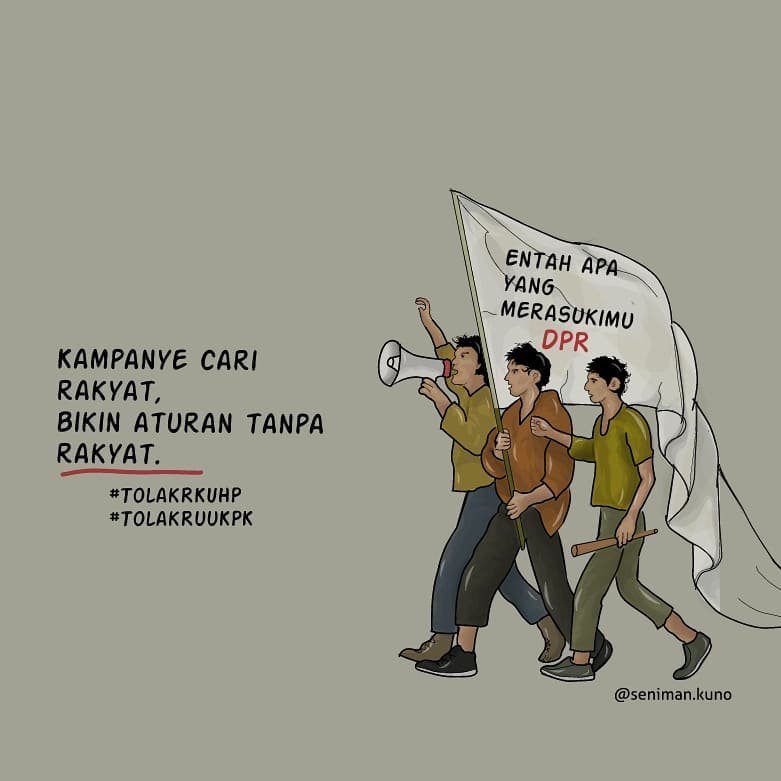 ENTAH APA
YANG
MERASUKIMU
DPR
KAMPANYE CARI
RAKYAT,
BIKIN ATURAN TANPA
RAKYAT.
#TOLAKRKUHP
#TOLAKRUUKPK
@seniman.kuno